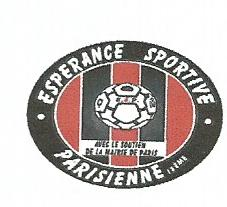 ESPERANCE SPORTIVE
AVEC LE SOUTIEN
DE LA MAIRIE DE PARIS
PARISIENNE